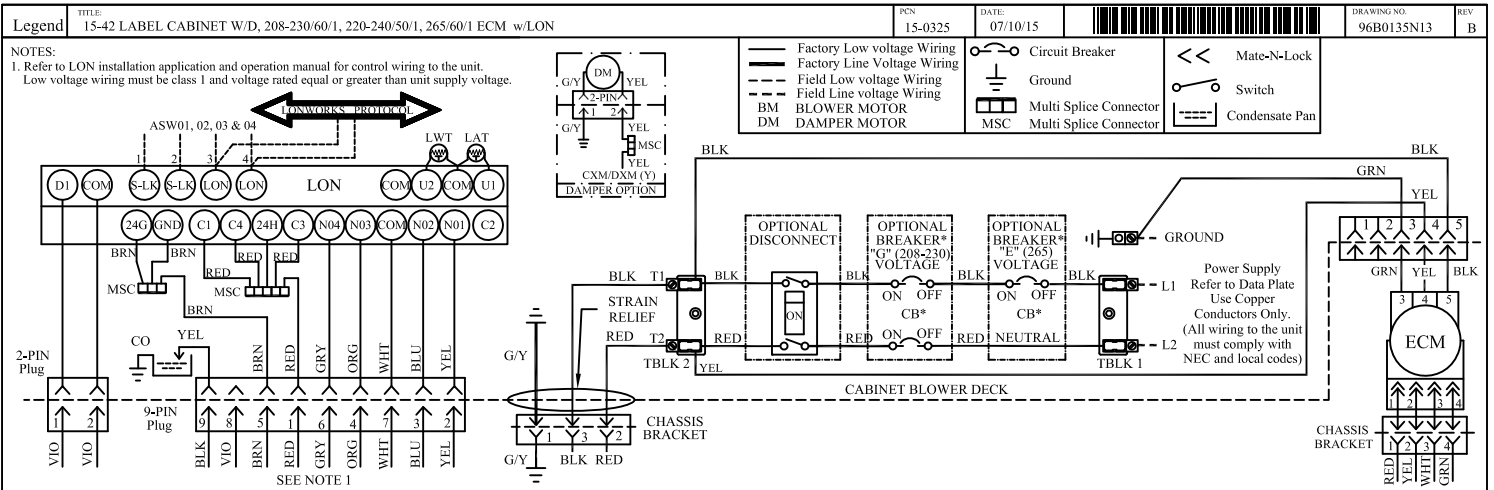 Legend
TITLE:
15-42 LABEL CABINET W/D, 208-230/60/1, 220-240/50/1, 265/60/1 ECM w/LON
PCN
15-0325
DATE:
07/10/15
DRAWING NO.
96B0135N13
REV
B
NOTES:
1. Refer to LON installation application and operation manual for control wiring to the unit.
Low voltage wiring must be class 1 and voltage rated equal or greater than unit supply voltage.
Factory Low voltage Wiring
Factory Line Voltage Wiring
Field Low voltage Wiring
Field Line voltage Wiring
BM BLOWER MOTOR
DM DAMPER MOTOR
Circuit Breaker
Ground
Multi Splice Connector
MSC Multi Splice Connector
Mate-N-Lock
Switch
Condensate Pan
DM
G/Y YEL
2-PIN
1 2
G/Y YEL
MSC
YEL
CXM/DXM (Y)
DAMPER OPTION
LONWORKS PROTOCOL
ASW01, 02, 03 & 04
LWT LAT
1 2 3 4
D1 COM S-LK S-LK LON LON LON COM U2 COM U1
24G GND C1 C4 24H C3 N04 N03 COM N02 N01 C2
BRN BRN RED RED RED
MSC MSC
BRN
CO YEL
BRN RED GRY ORG WHT BLU YEL
2-PIN
Plug
9-PIN
Plug
1 2
9 8 5 1 6 4 7 3 2
VIO VIO
BLK VIO BRN RED GRY ORG WHT BLU YEL
SEE NOTE 1
BLK BLK
GRN
YEL
OPTIONAL
DISCONNECT
ON
OPTIONAL
BREAKER*
"G" (208-230)
VOLTAGE
ON OFF
CB*
ON OFF
OPTIONAL
BREAKER*
"E" (265)
VOLTAGE
ON OFF
CB*
NEUTRAL
GROUND
BLK T1 BLK BLK BLK BLK L1
STRAIN
RELIEF
RED T2 RED RED RED L2
TBLK 2
YEL
TBLK 1
Power Supply
Refer to Data Plate
Use Copper
Conductors Only.
(All wiring to the unit
must comply with
NEC and local codes)
G/Y
CABINET BLOWER DECK
CHASSIS
BRACKET
1 3 2
G/Y BLK RED
1 2 3 4 5
GRN YEL BLK
3 4 5
ECM
1 2 3 4
CHASSIS
BRACKET
1 2 3 4
RED YEL WHT GRN